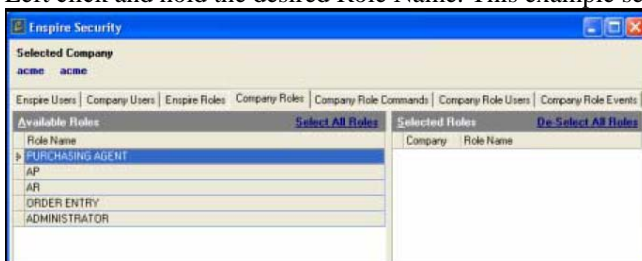 Left click and hold the desired Role Name. This example se
Enspire Security
Selected Company
acme acme
Enspire Users Company Users Enspire Roles Company Roles Company Role Commands Company Role Users Company Role Events
Available Roles Select All Roles Selected Roles De-Select All Roles
Role Name Company Role Name
PURCHASING AGENT
AP
AR
ORDER ENTRY
ADMINISTRATOR